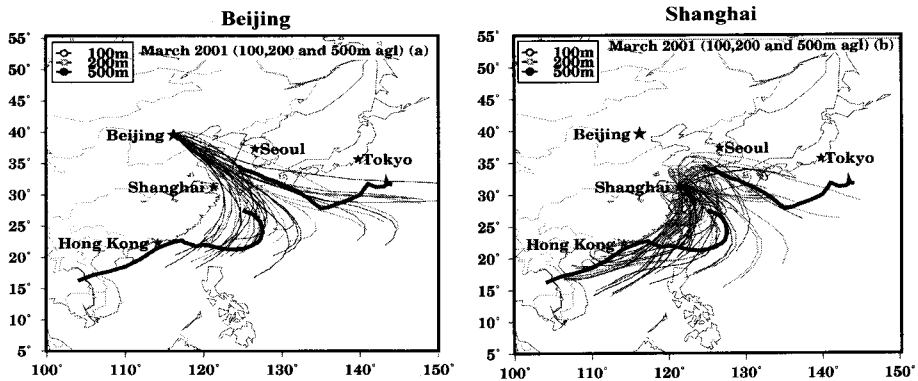 Beijing
55°
50°
45°
40°
35°
30°
25°
20°
15°
10°
5°
100°
110°
120°
130°
140°
150°
100m
200m
500m
March 2001 (100,200 and 500m agl) (a)
Beijing
Seoul
Tokyo
Shanghai
Hong Kong
Shanghai
55°
50°
45°
40°
35°
30°
25°
20°
15°
10°
5°
100°
110°
120°
130°
140°
150°
100m
200m
500m
March 2001 (100,200 and 500m agl) (b)
Beijing
Seoul
Tokyo
Shanghai
Hong Kong